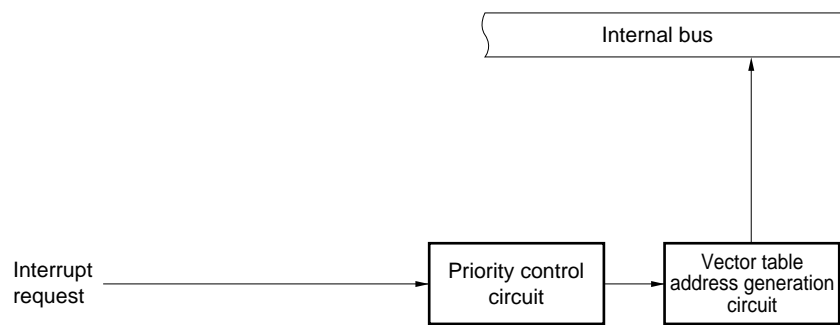 Internal bus
Interrupt
request
Priority control
circuit
Vector table
address generation
circuit